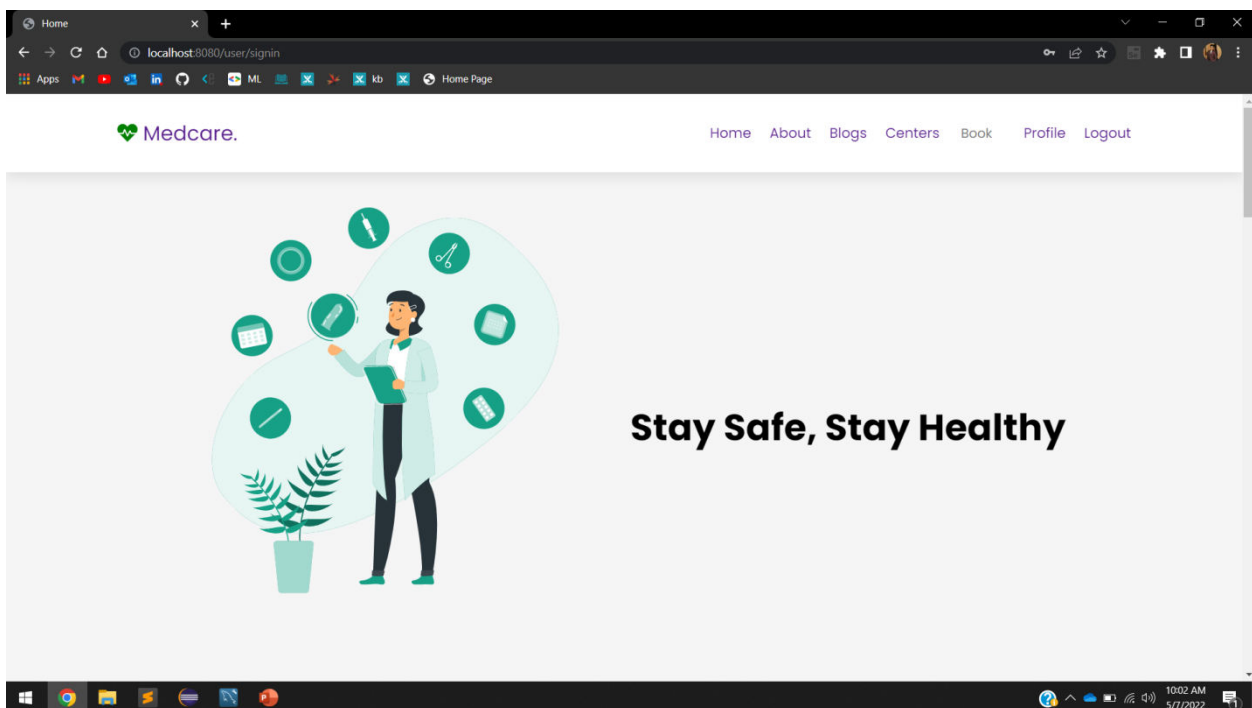 Home
localhost:8080/user/signin
Apps ML kb Home Page
Medcare. Home About Blogs Centers Book Profile Logout
Stay Safe, Stay Healthy
10:02 AM
5/7/2022